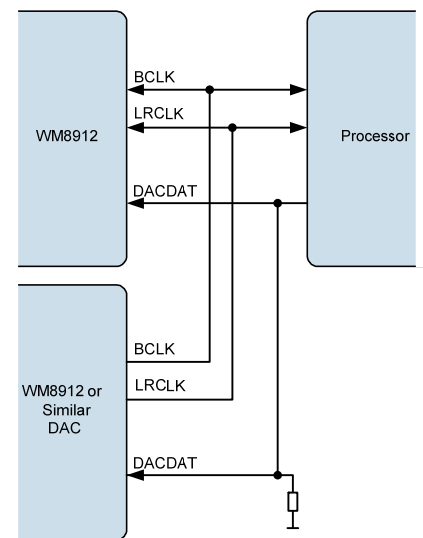 BCLK
LRCLK
WM8912
Processor
DACDAT
BCLK
LRCLK
WM8912 or
Similar
DAC
DACDAT